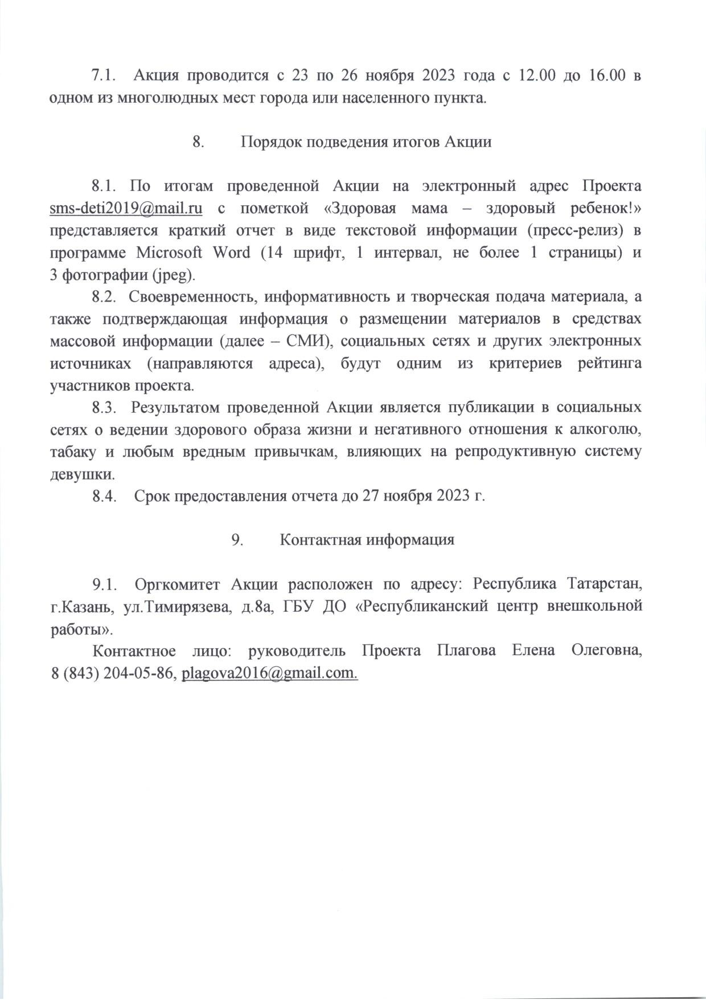 7.1. Акция проводится с 23 по 26 ноября 2023 года с 12.00 до 16.00 в
одном из многолюдных мест города или населенного пункта.
8. Порядок подведения итогов Акции
8.1. По итогам проведенной Акции на электронный адрес Проекта
sms-deti2019@mail.ru с пометкой «Здоровая мама – здоровый ребенок!»
представляется краткий отчет в виде текстовой информации (пресс-релиз) в
программе Microsoft Word (14 шрифт, 1 интервал, не более 1 страницы) и
3 фотографии (jpeg).
8.2. Своевременность, информативность и творческая подача материала, а
также подтверждающая информация о размещении материалов в средствах
массовой информации (далее – СМИ), социальных сетях и других электронных
источниках (направляются адреса), будут одним из критериев рейтинга
участников проекта.
8.3. Результатом проведенной Акции является публикации в социальных
сетях о ведении здорового образа жизни и негативного отношения к алкоголю,
табаку и любым вредным привычкам, влияющих на репродуктивную систему
девушки.
8.4. Срок предоставления отчета до 27 ноября 2023 г.
9. Контактная информация
9.1. Оргкомитет Акции расположен по адресу: Республика Татарстан,
г.Казань, ул.Тимирязева, д.8а, ГБУ ДО «Республиканский центр внешкольной
работы».
Контактное лицо: руководитель Проекта Плагова Елена Олеговна,
8 (843) 204-05-86, plagova2016@gmail.com.